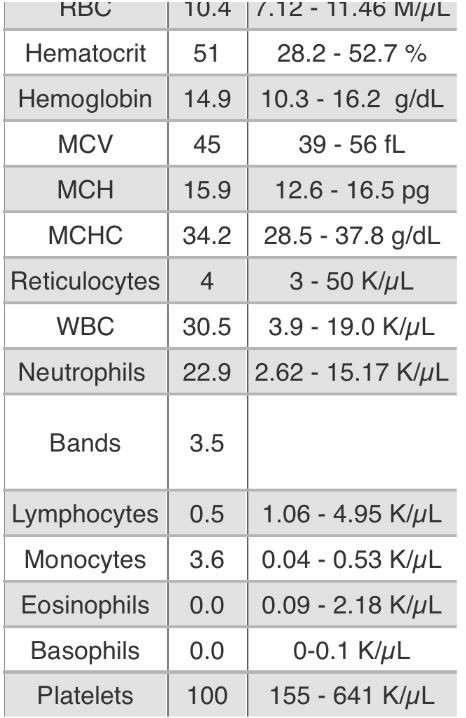 RBC 10.4 7.12 - 11.46 M/µL
Hematocrit 51 28.2 - 52.7 %
Hemoglobin 14.9 10.3 - 16.2 g/dL
MCV 45 39 - 56 fL
MCH 15.9 12.6 - 16.5 pg
MCHC 34.2 28.5 - 37.8 g/dL
Reticulocytes 4 3 - 50 K/µL
WBC 30.5 3.9 - 19.0 K/µL
Neutrophils 22.9 2.62 - 15.17 K/µL
Bands 3.5
Lymphocytes 0.5 1.06 - 4.95 K/µL
Monocytes 3.6 0.04 - 0.53 K/µL
Eosinophils 0.0 0.09 - 2.18 K/µL
Basophils 0.0 0-0.1 K/µL
Platelets 100 155 - 641 K/µL